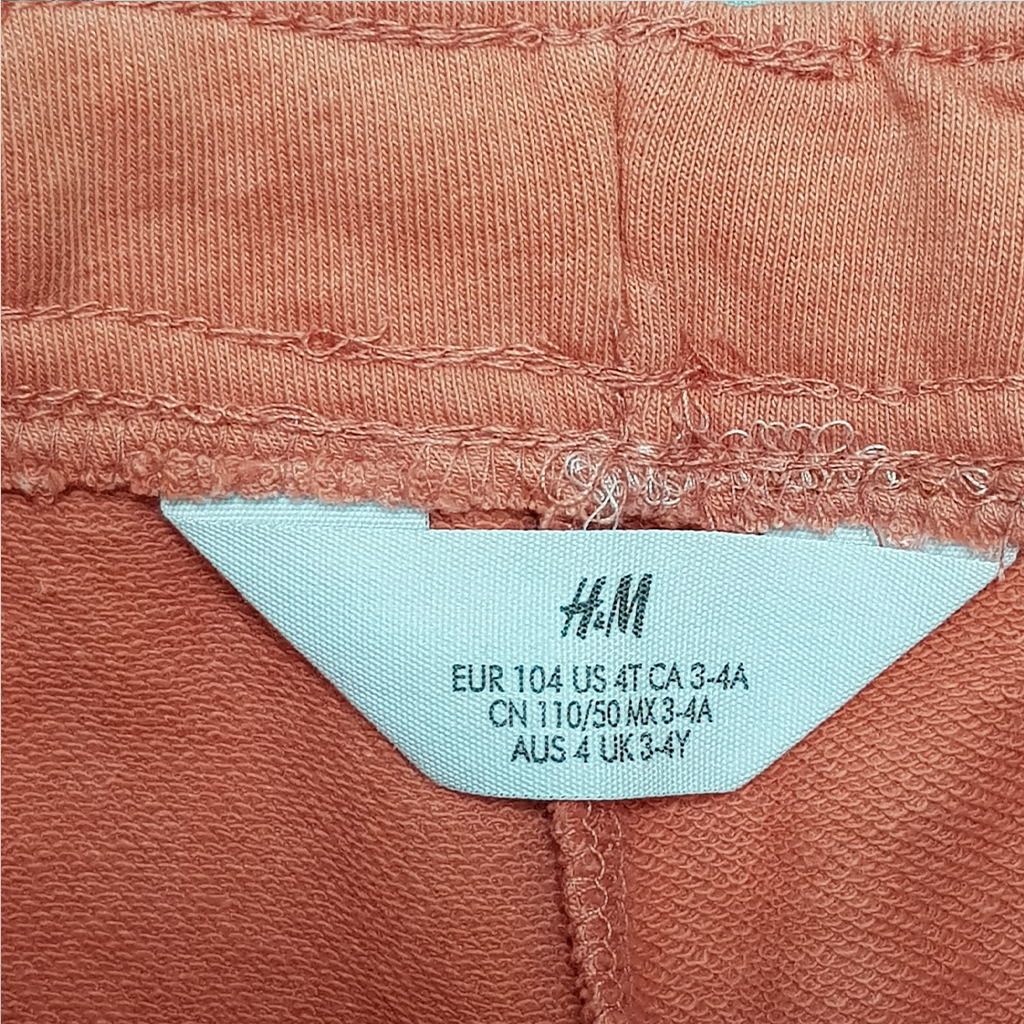 H&M
EUR 104 US 4T CA 3-4A
CN 110/50 MX 3-4A
AUS 4 UK 3-4Y